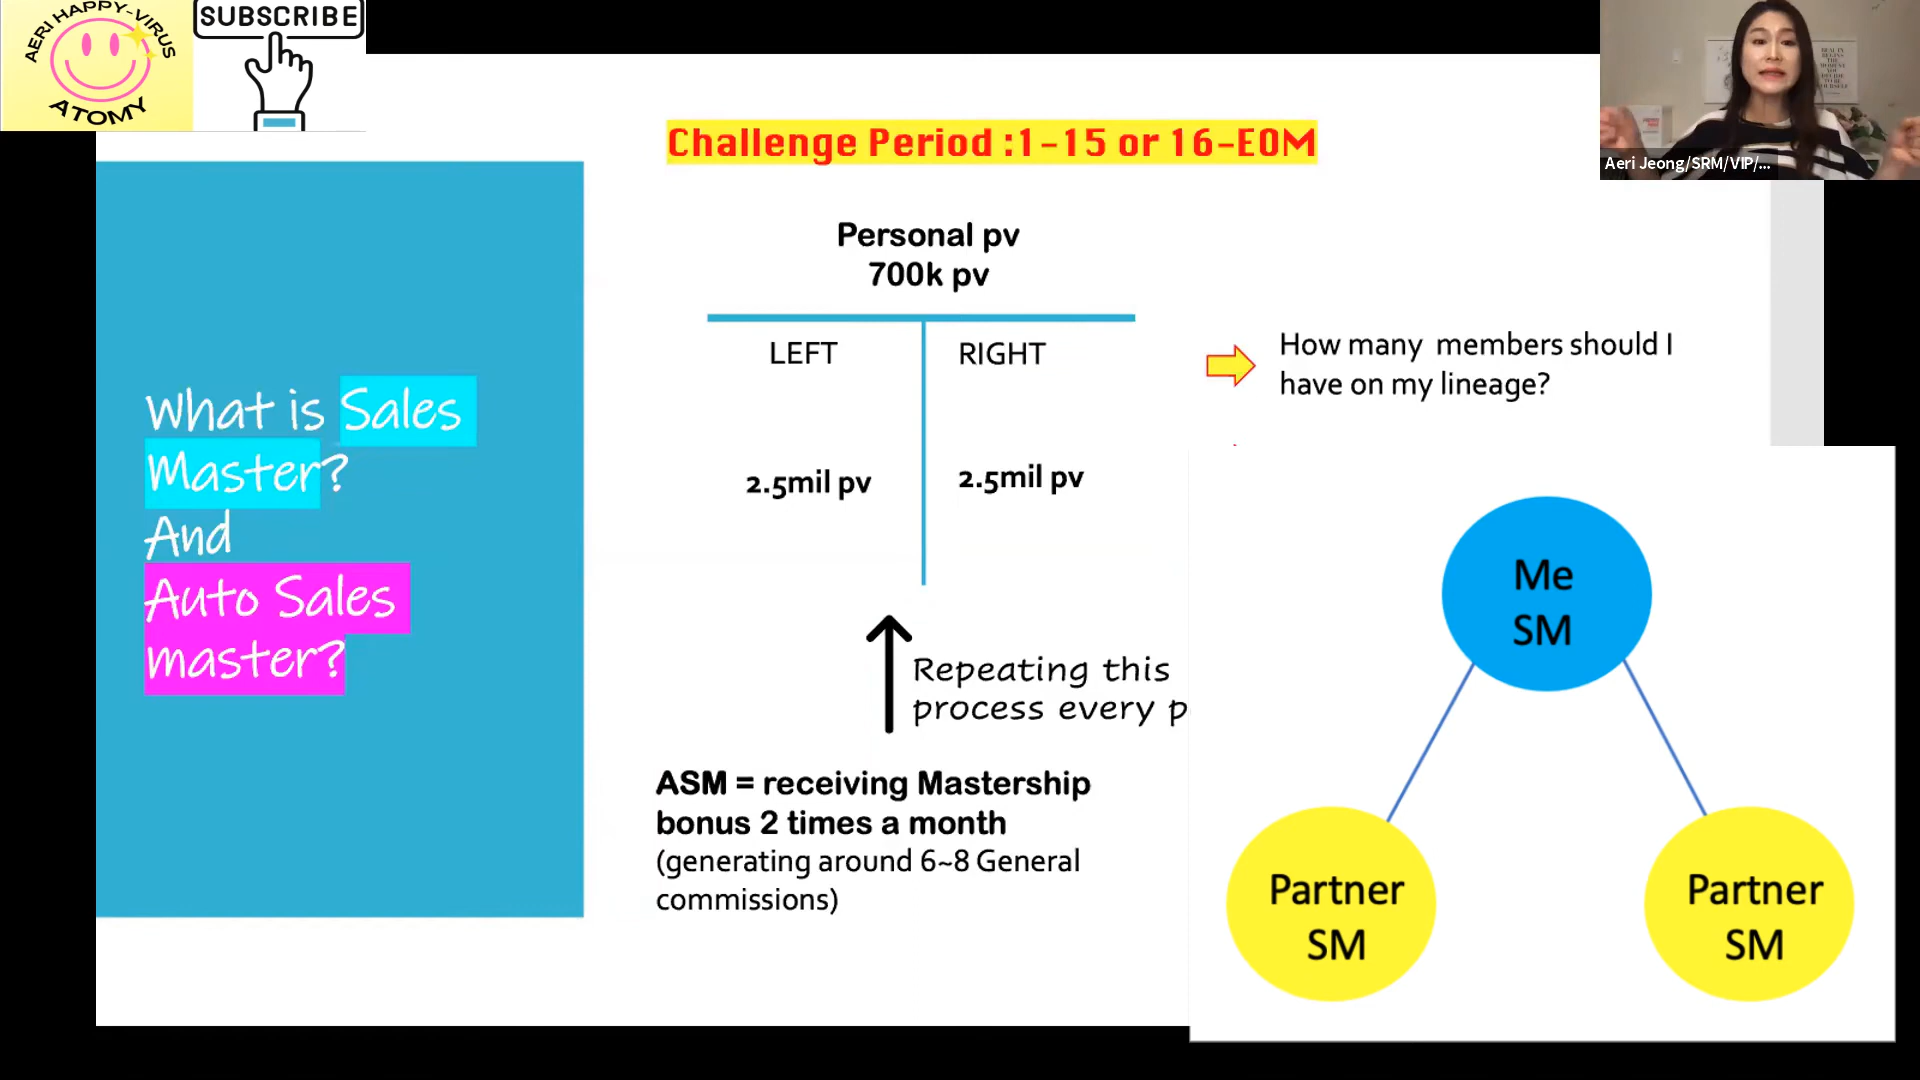 AERI HAPPY-VIRUS
ATOMY
SUBSCRIBE
Challenge Period :1-15 or 16-EOM
Aeri Jeong/SRM/VIP/...
What is Sales
Master?
And
Auto Sales
master?
Personal pv
700k pv
LEFT
RIGHT
2.5mil pv
2.5mil pv
Repeating this
process every p
ASM = receiving Mastership
bonus 2 times a month
(generating around 6~8 General
commissions)
How many members should I
have on my lineage?
Me
SM
Partner
SM
Partner
SM